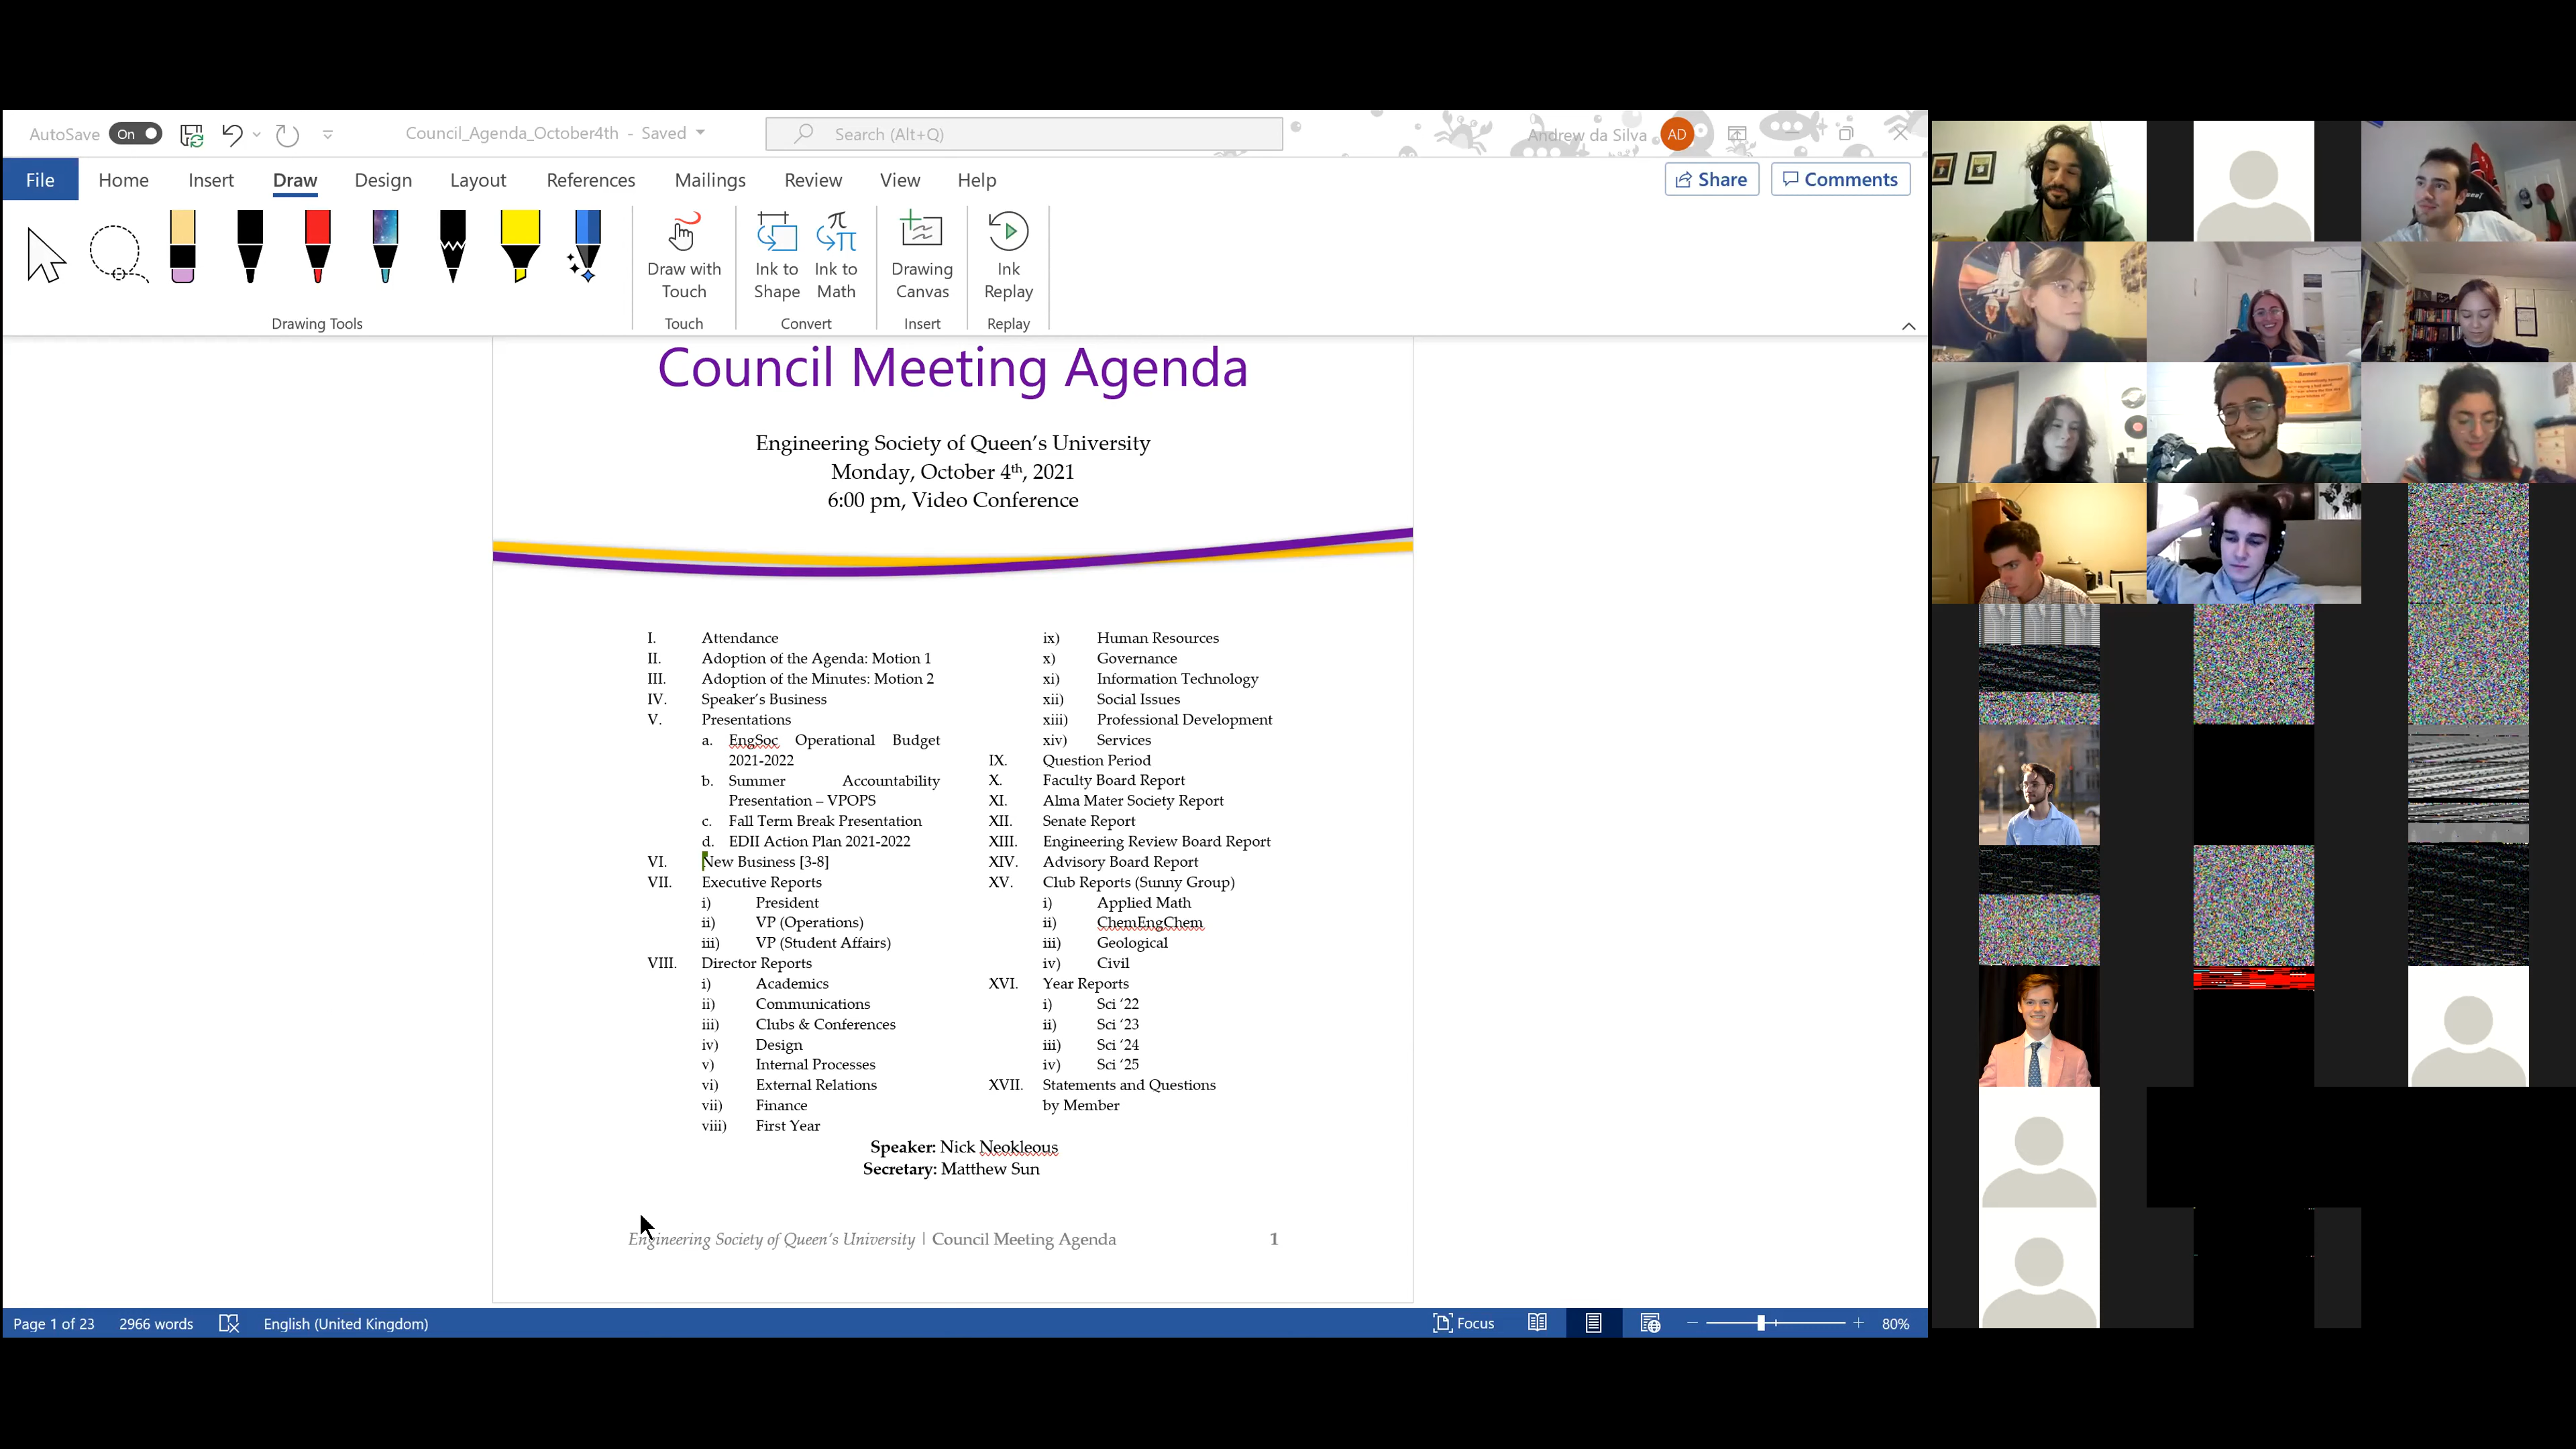 AutoSave On Council_Agenda_October4th - Saved Search (Alt+Q) Andrew da Silva AD
File Home Insert Draw Design Layout References Mailings Review View Help Share Comments
Draw with Touch
Ink to Shape
Ink to Math
Drawing Canvas
Ink Replay
Drawing Tools Touch Convert Insert Replay
Council Meeting Agenda
Engineering Society of Queen's University
Monday, October 4th, 2021
6:00 pm, Video Conference
I. Attendance
II. Adoption of the Agenda: Motion 1
III. Adoption of the Minutes: Motion 2
IV. Speaker's Business
V. Presentations
a. EngSoc Operational Budget
2021-2022
b. Summer Accountability
Presentation – VPOPS
c. Fall Term Break Presentation
d. EDII Action Plan 2021-2022
VI. New Business [3-8]
VII. Executive Reports
i) President
ii) VP (Operations)
iii) VP (Student Affairs)
VIII. Director Reports
i) Academics
ii) Communications
iii) Clubs & Conferences
iv) Design
v) Internal Processes
vi) External Relations
vii) Finance
viii) First Year
ix) Human Resources
x) Governance
xi) Information Technology
xii) Social Issues
xiii) Professional Development
xiv) Services
IX. Question Period
X. Faculty Board Report
XI. Alma Mater Society Report
XII. Senate Report
XIII. Engineering Review Board Report
XIV. Advisory Board Report
XV. Club Reports (Sunny Group)
i) Applied Math
ii) ChemEngChem
iii) Geological
iv) Civil
XVI. Year Reports
i) Sci '22
ii) Sci '23
iii) Sci '24
iv) Sci '25
XVII. Statements and Questions
by Member
Speaker: Nick Neokleous
Secretary: Matthew Sun
Engineering Society of Queen's University | Council Meeting Agenda 1
Page 1 of 23 2966 words English (United Kingdom) Focus 80%